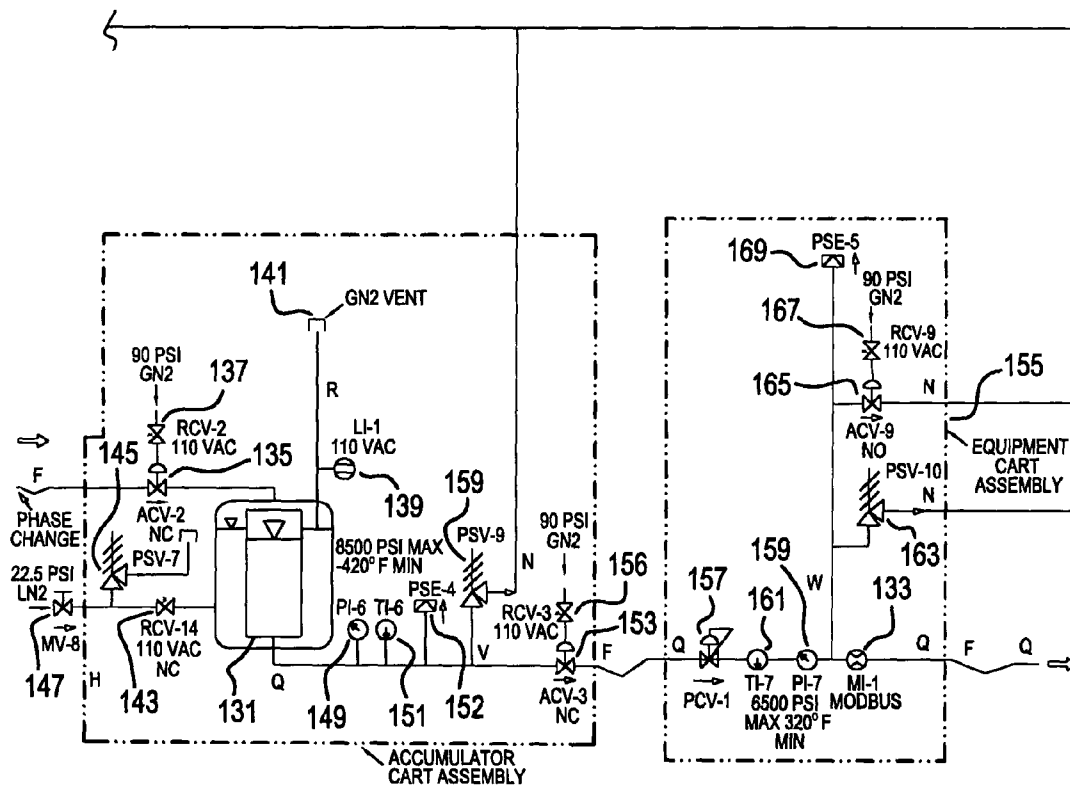 141
GN2 VENT
90 PSI
GN2
137
RCV-2
110 VAC
R
LI-1
110 VAC
139
145
135
F
PHASE
CHANGE
ACV-2
NC
PSV-7
22.5 PSI
LN2
MV-8
147
H
143
RCV-14
110 VAC
NC
131
Q
8500 PSI MAX
-420° F MIN
PI-6
TI-6
149
151
PSE-4
152
159
PSV-9
N
V
90 PSI
GN2
156
RCV-3
110 VAC
153
F
ACV-3
NC
ACCUMULATOR
CART ASSEMBLY
169
PSE-5
90 PSI
GN2
167
RCV-9
110 VAC
165
N
155
ACV-9
NO
EQUIPMENT
CART
ASSEMBLY
PSV-10
N
163
W
157
161
159
133
Q
Q
F
Q
PCV-1
TI-7
PI-7
MI-1
MODBUS
6500 PSI
MAX 320° F
MIN